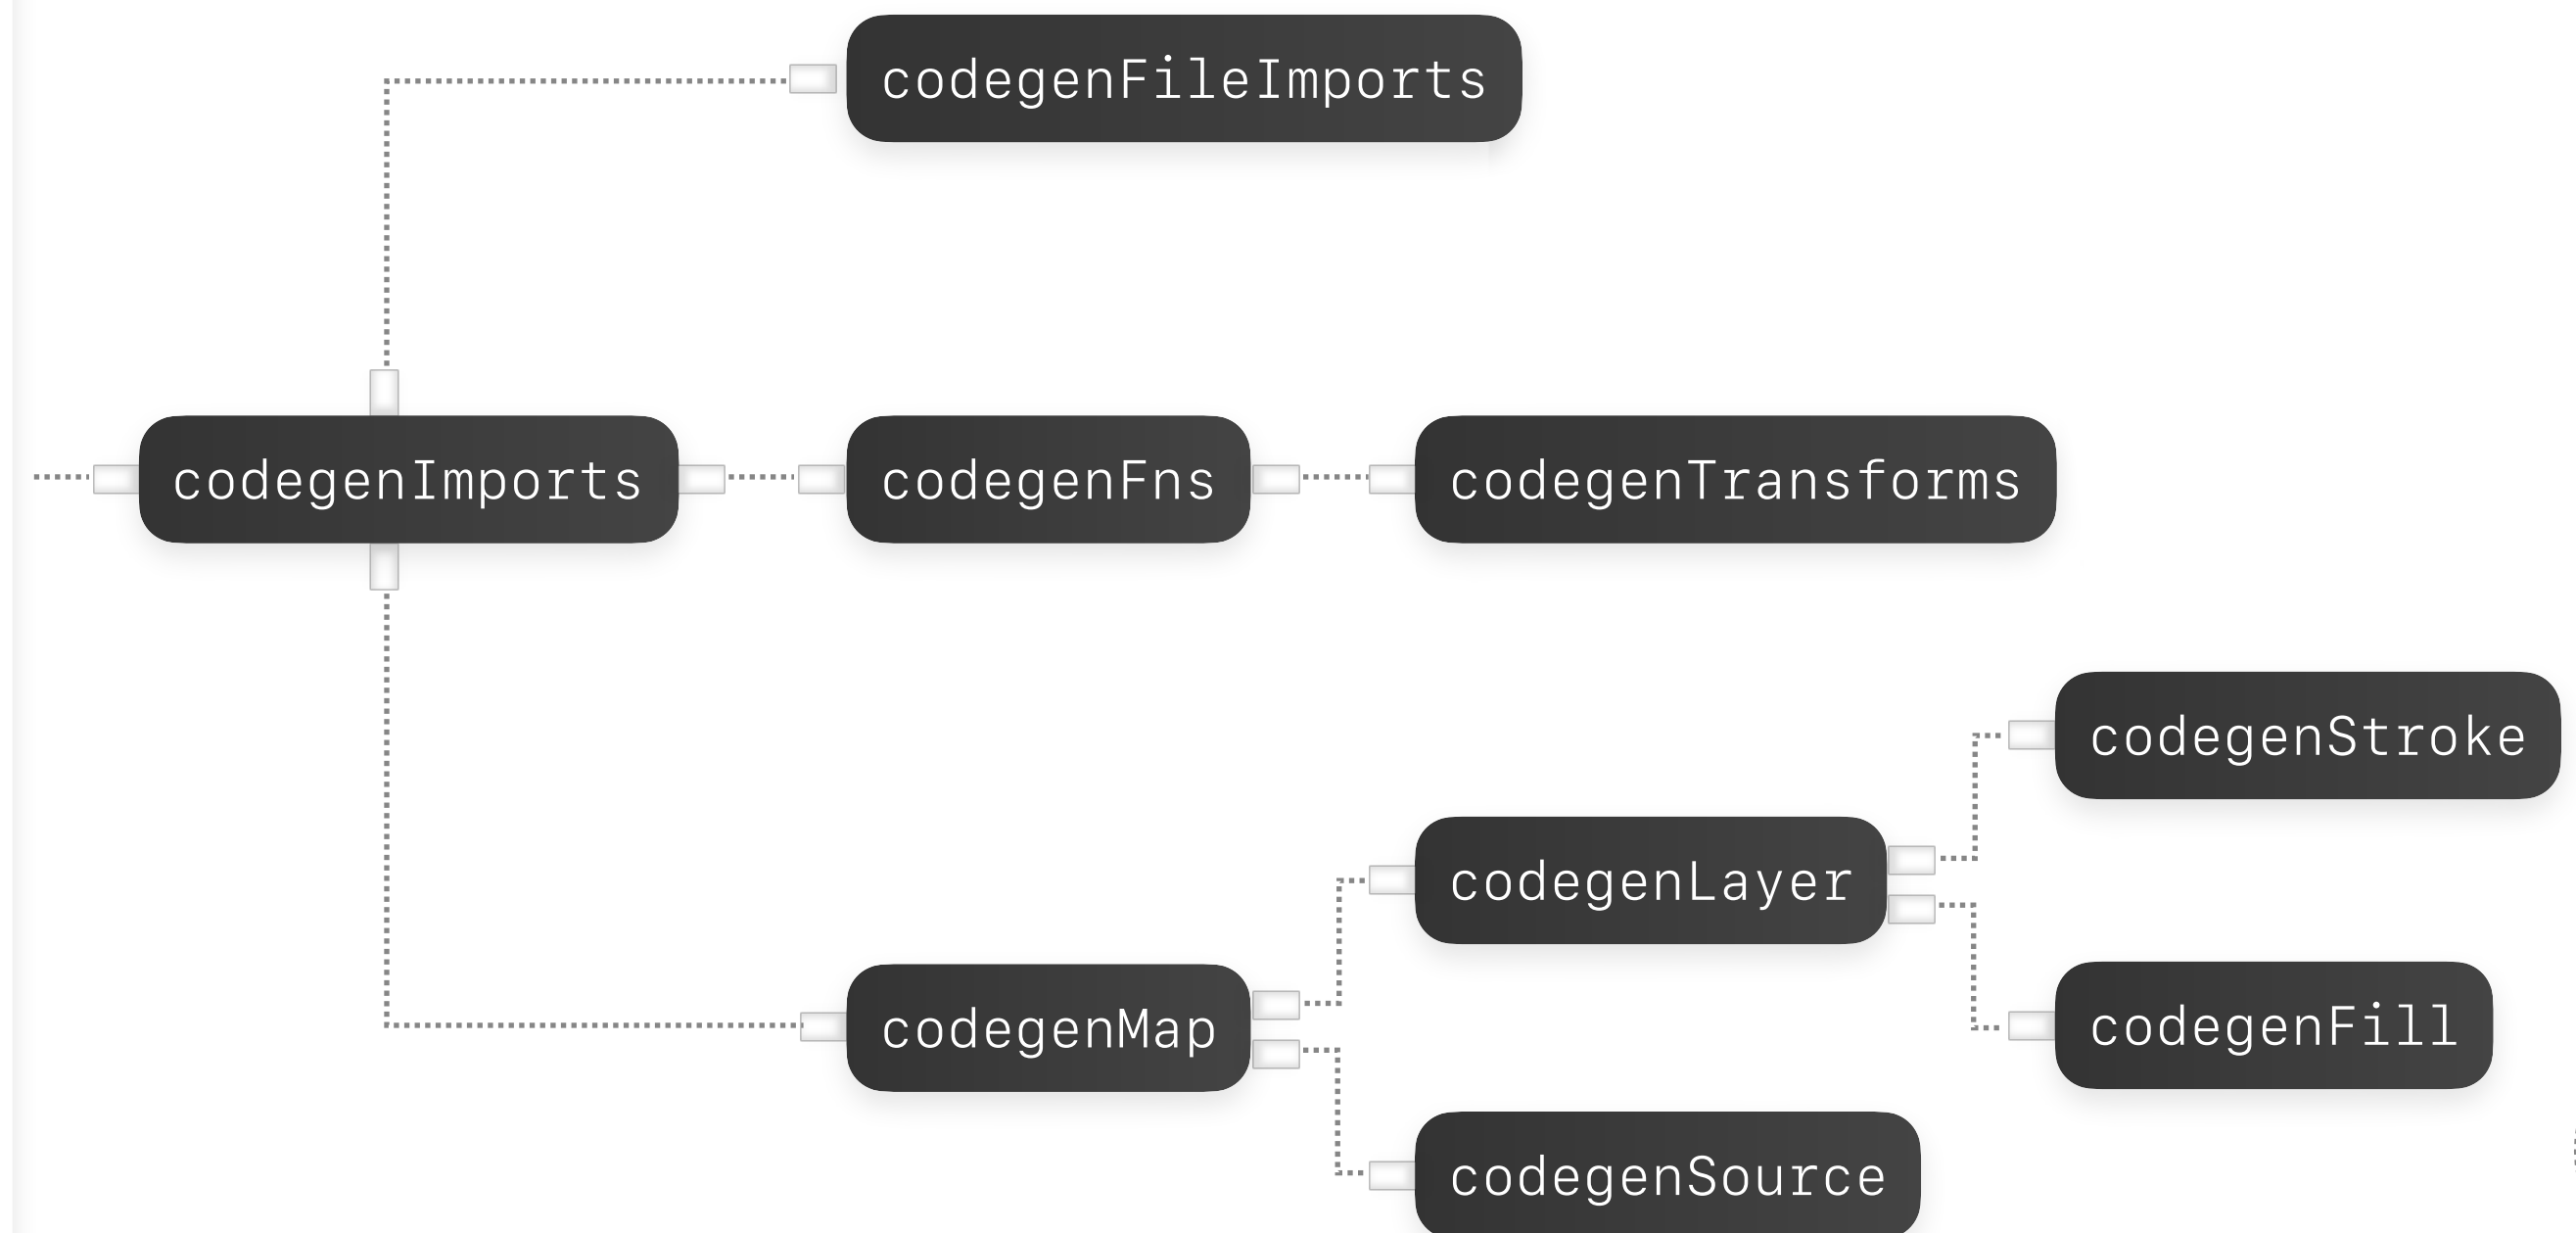 codegenFileImports
codegenImports
codegenFns
codegenTransforms
codegenStroke
codegenLayer
codegenMap
codegenFill
codegenSource